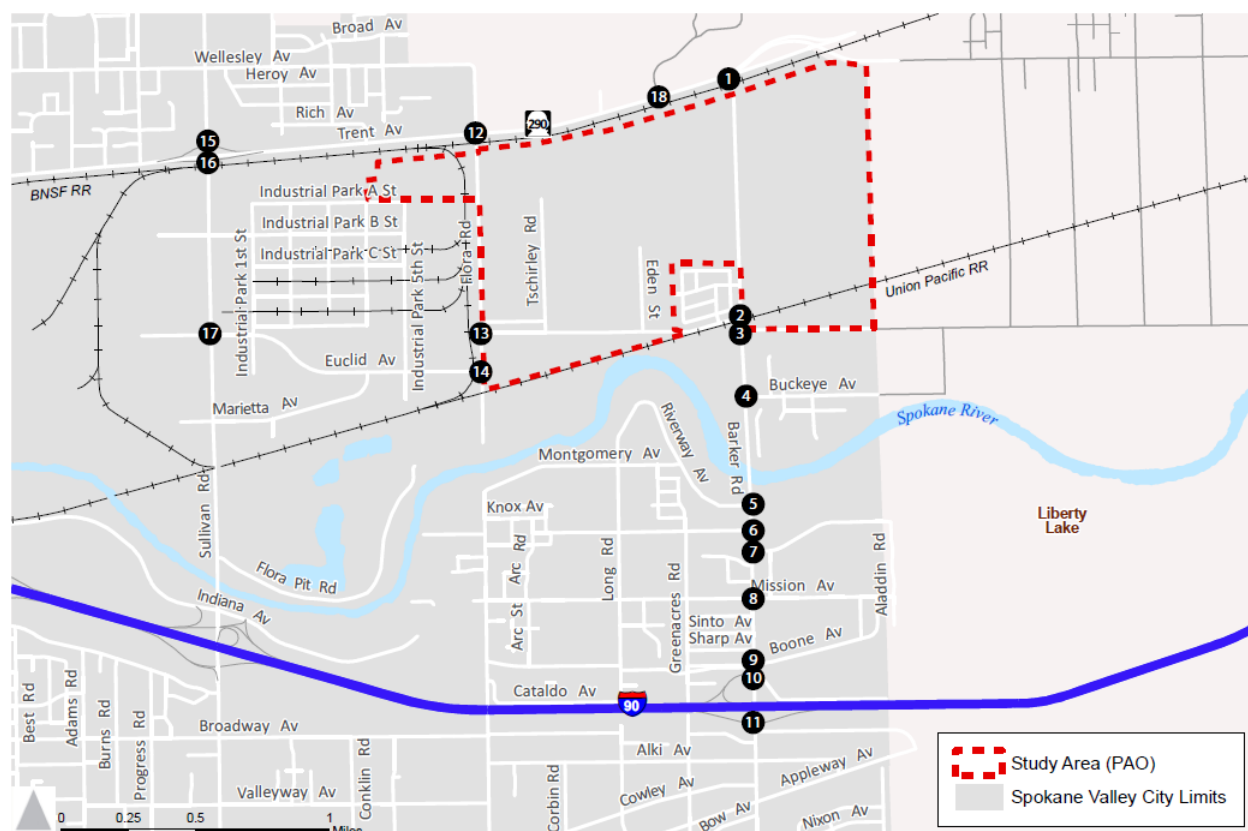 Broad Av
Wellesley Av
Heroy Av
Rich Av
Trent Av
1
18
290
12
15
16
BNSF RR
Industrial Park A St
Industrial Park B St
Industrial Park C St
Industrial Park 1st St
Industrial Park 5th St
Flora Rd
Tschirley Rd
Eden St
Union Pacific RR
2
3
17
13
14
Euclid Av
Marietta Av
4
Buckeye Av
Spokane River
Riverway Av
Barker Rd
Montgomery Av
Sullivan Rd
Knox Av
5
6
7
Liberty
Lake
Flora Pit Rd
Indiana Av
Arc Rd
Arc St
Long Rd
Greenacres Rd
Mission Av
8
Aladdin Rd
Sinto Av
Sharp Av
Boone Av
9
10
Cataldo Av
90
11
Best Rd
Adams Rd
Burns Rd
Progress Rd
Broadway Av
Conklin Rd
Alki Av
Appleway Av
Corbin Rd
Cowley Av
Bow Av
Nixon Av
Valleyway Av
0 0.25 0.5 1
Miles
Study Area (PAO)
Spokane Valley City Limits